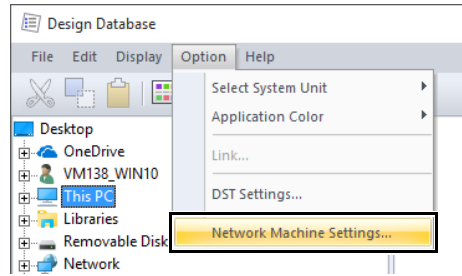 Design Database
File Edit Display Option Help
Select System Unit
Application Color
Link...
DST Settings...
Network Machine Settings...
Desktop
OneDrive
VM138_WIN10
This PC
Libraries
Removable Disk
Network